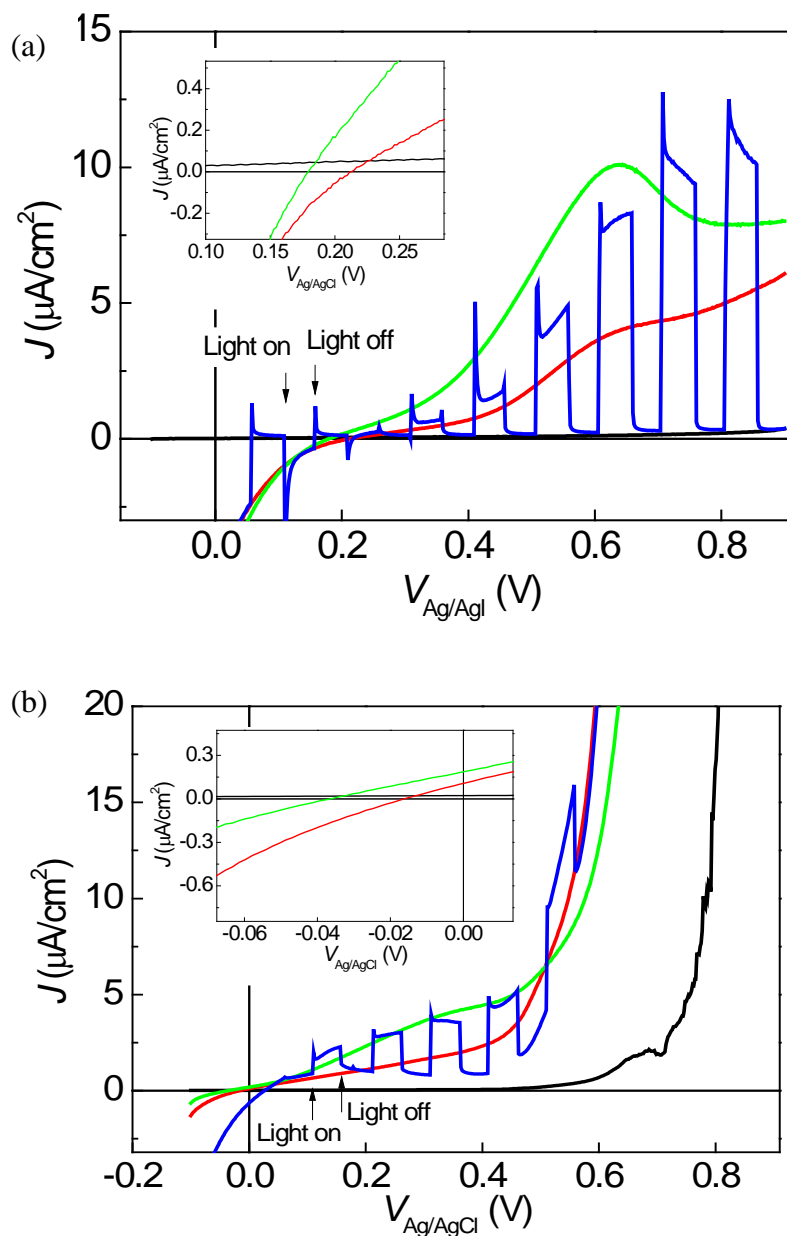 (a)
15
10
5
0
J (µA/cm²)
0.4
0.2
0.0
-0.2
J (µA/cm²)
0.10 0.15 0.20 0.25
V_Ag/AgCl (V)
Light on
Light off
0.0 0.2 0.4 0.6 0.8
V_Ag/AgI (V)
(b)
20
15
10
5
0
J (µA/cm²)
0.3
0.0
-0.3
-0.6
J (µA/cm²)
-0.06 -0.04 -0.02 0.00
V_Ag/AgCl (V)
Light on
Light off
-0.2 0.0 0.2 0.4 0.6 0.8
V_Ag/AgCl (V)